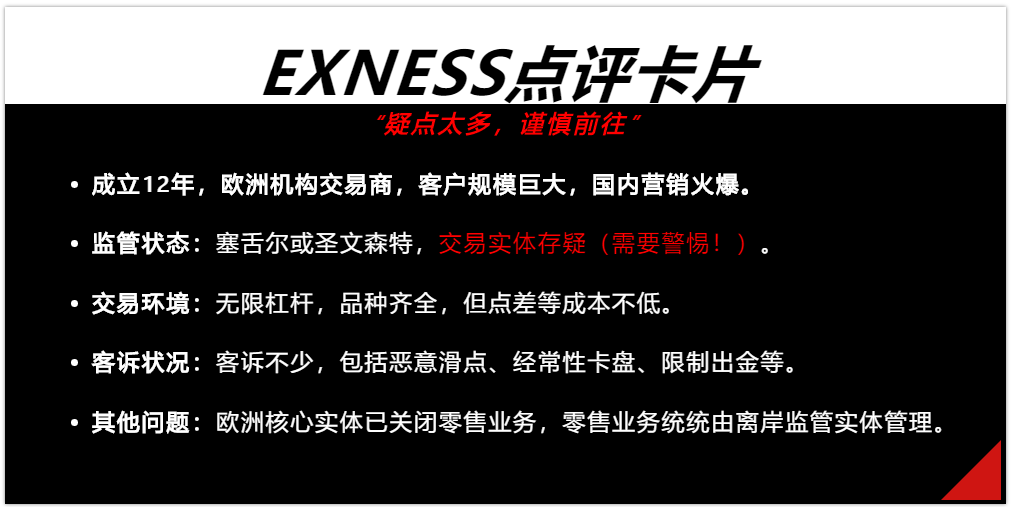 EXNESS点评卡片
“疑点太多，谨慎前往”
• 成立12年，欧洲机构交易商，客户规模巨大，国内营销火爆。
• 监管状态：塞舌尔或圣文森特，交易实体存疑（需要警惕！）。
• 交易环境：无限杠杆，品种齐全，但点差等成本不低。
• 客诉状况：客诉不少，包括恶意滑点、经常性卡盘、限制出金等。
• 其他问题：欧洲核心实体已关闭零售业务，零售业务统统由离岸监管实体管理。